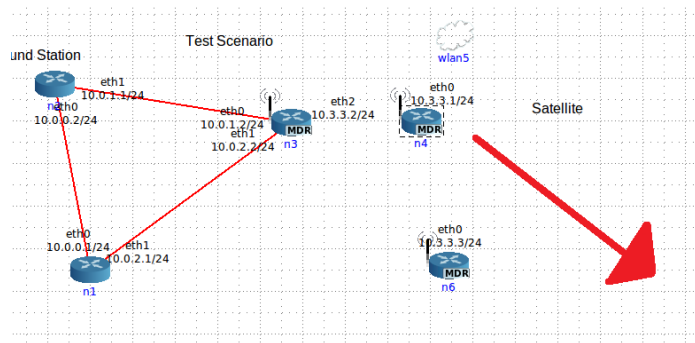 Test Scenario
wlan5
und Station
eth1
10.0.1.1/24
n2
eth0
10.0.0.2/24
eth0
10.0.1.2/24
eth1
10.0.2.2/24
eth2
10.3.3.2/24
MDR
n3
eth0
10.3.3.1/24
MDR
n4
Satellite
eth0
10.0.0.1/24
eth1
10.0.2.1/24
n1
eth0
10.3.3.3/24
MDR
n6